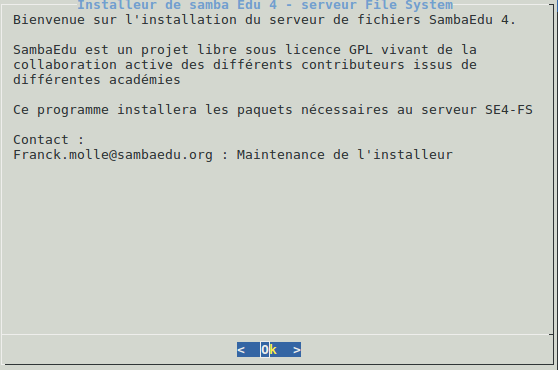 Installeur de samba Edu 4 - serveur File System
Bienvenue sur l'installation du serveur de fichiers SambaEdu 4.
SambaEdu est un projet libre sous licence GPL vivant de la
collaboration active des différents contributeurs issus de
différentes académies
Ce programme installera les paquets nécessaires au serveur SE4-FS
Contact :
Franck.molle@sambaedu.org : Maintenance de l'installeur
< Ok >